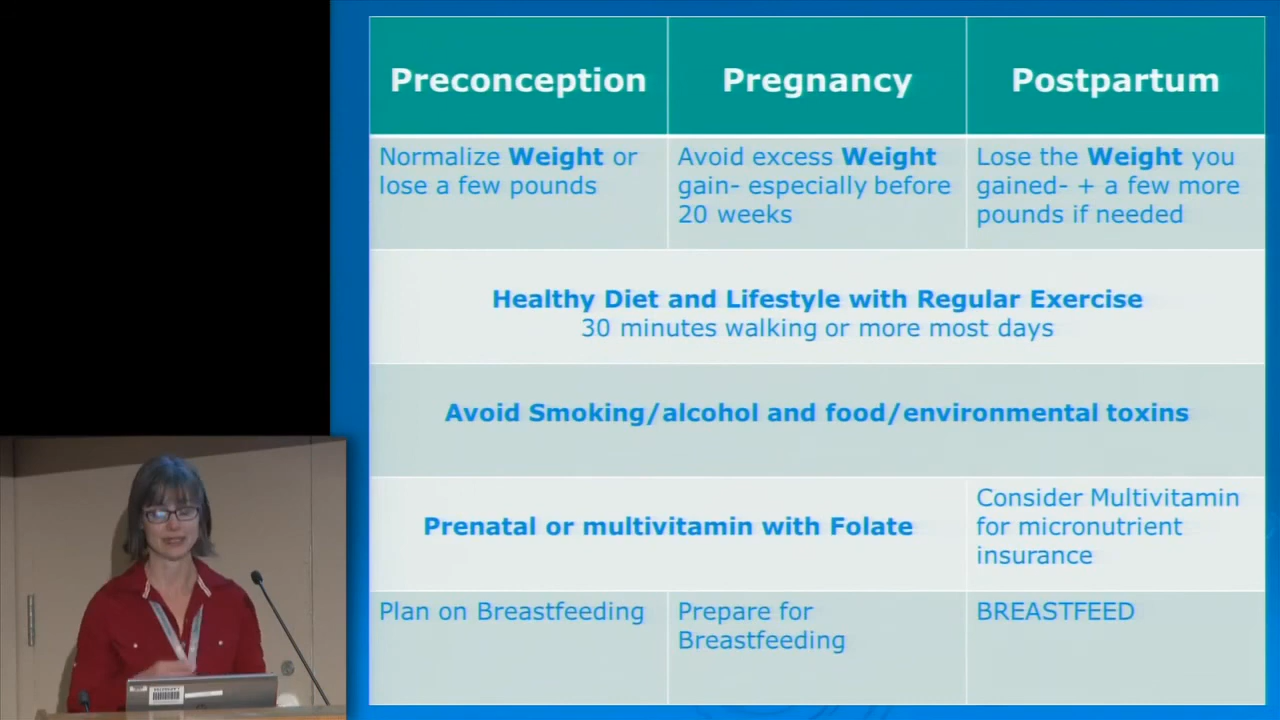 Preconception
Pregnancy
Postpartum
Normalize Weight or
lose a few pounds
Avoid excess Weight
gain- especially before
20 weeks
Lose the Weight you
gained- + a few more
pounds if needed
Healthy Diet and Lifestyle with Regular Exercise
30 minutes walking or more most days
Avoid Smoking/alcohol and food/environmental toxins
Prenatal or multivitamin with Folate
Consider Multivitamin
for micronutrient
insurance
Plan on Breastfeeding
Prepare for
Breastfeeding
BREASTFEED